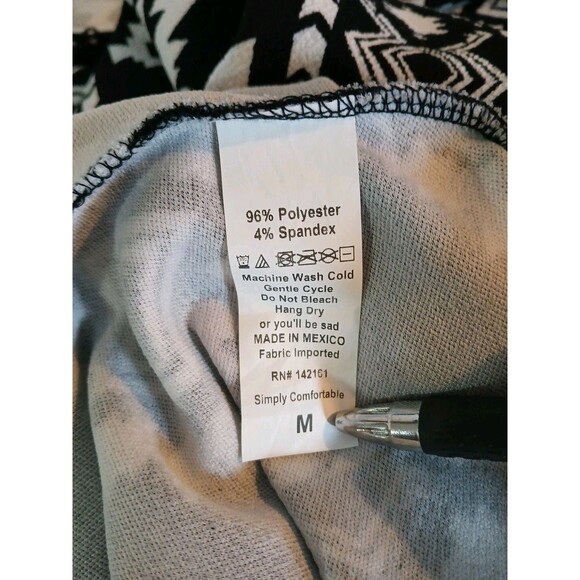 96% Polyester
4% Spandex
Machine Wash Cold
Gentle Cycle
Do Not Bleach
Hang Dry
or you'll be sad
MADE IN MEXICO
Fabric Imported
RN# 142161
Simply Comfortable
M